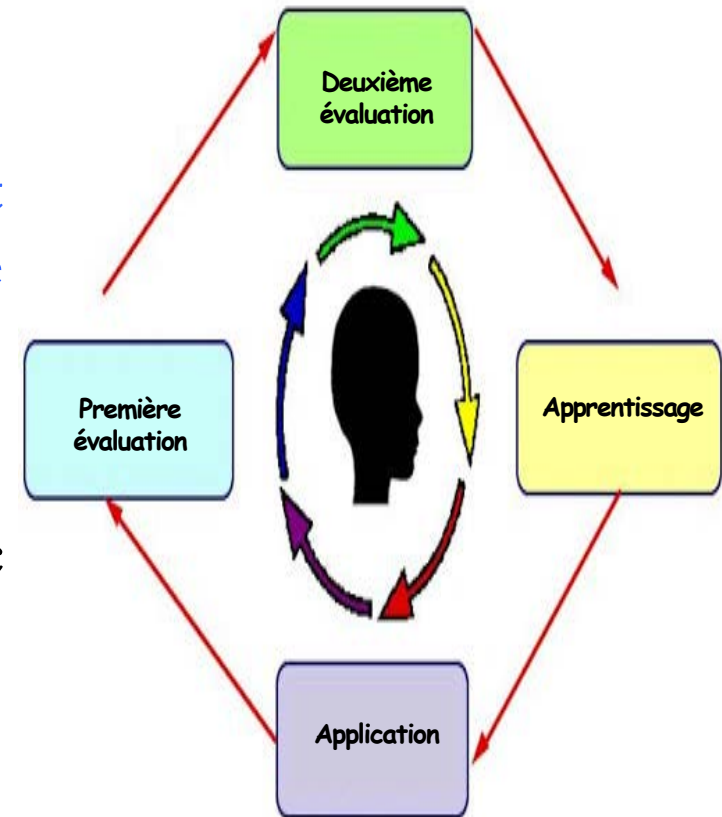 Deuxième
évaluation
Première
évaluation
Apprentissage
Application